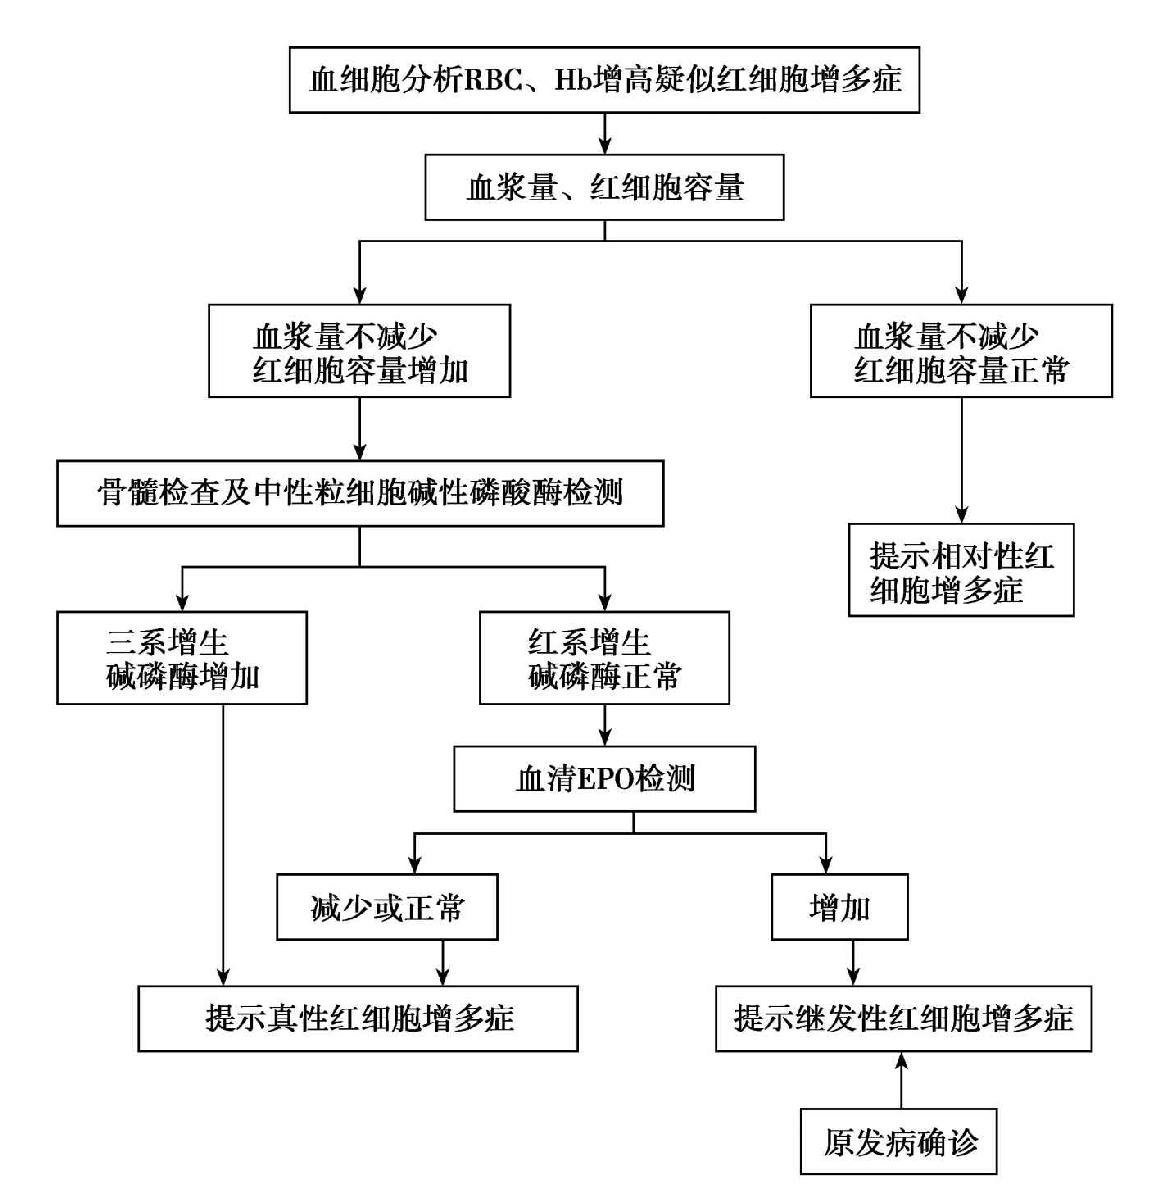 血细胞分析RBC、Hb增高疑似红细胞增多症
血浆量、红细胞容量
血浆量不减少
红细胞容量增加
血浆量不减少
红细胞容量正常
骨髓检查及中性粒细胞碱性磷酸酶检测
提示相对性红
细胞增多症
三系增生
碱磷酶增加
红系增生
碱磷酶正常
血清EPO检测
减少或正常
增加
提示真性红细胞增多症
提示继发性红细胞增多症
原发病确诊